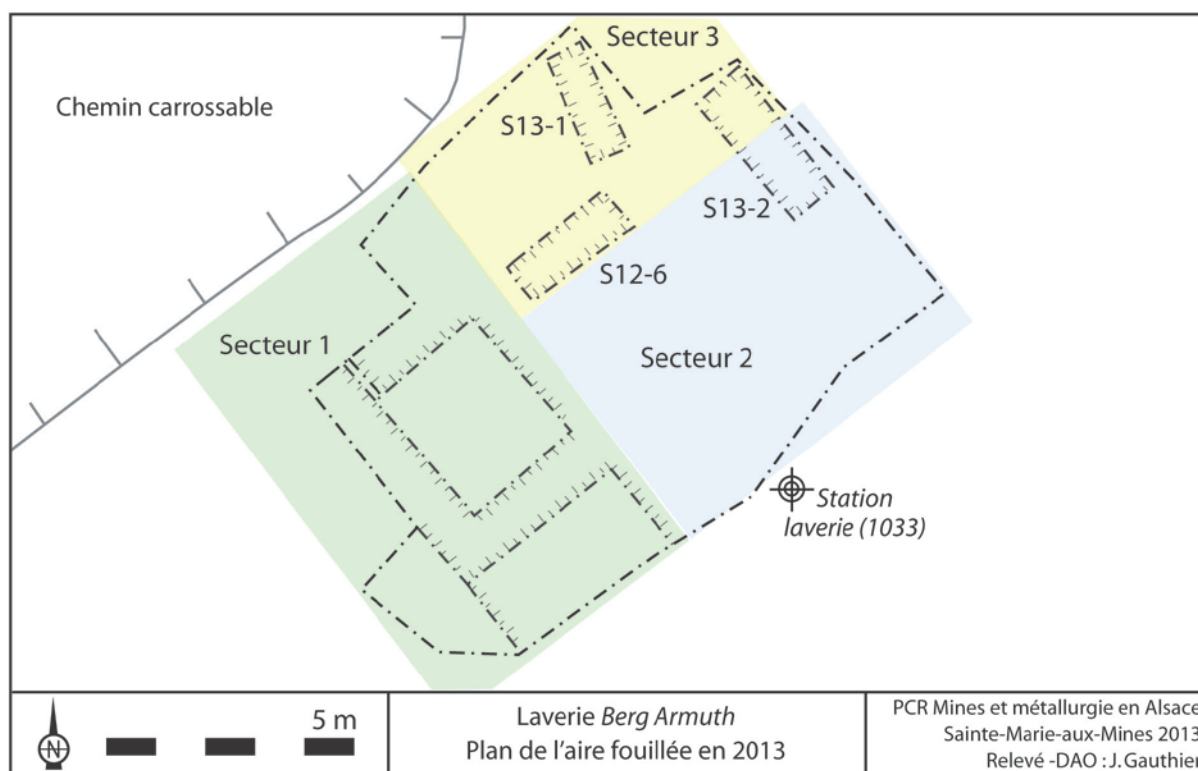 Secteur 3
Chemin carrossable
S13-1
S13-2
S12-6
Secteur 1
Secteur 2
Station
laverie (1033)
N
5 m
Laverie Berg Armuth
Plan de l'aire fouillée en 2013
PCR Mines et métallurgie en Alsace
Sainte-Marie-aux-Mines 2013
Relevé -DAO : J.Gauthier